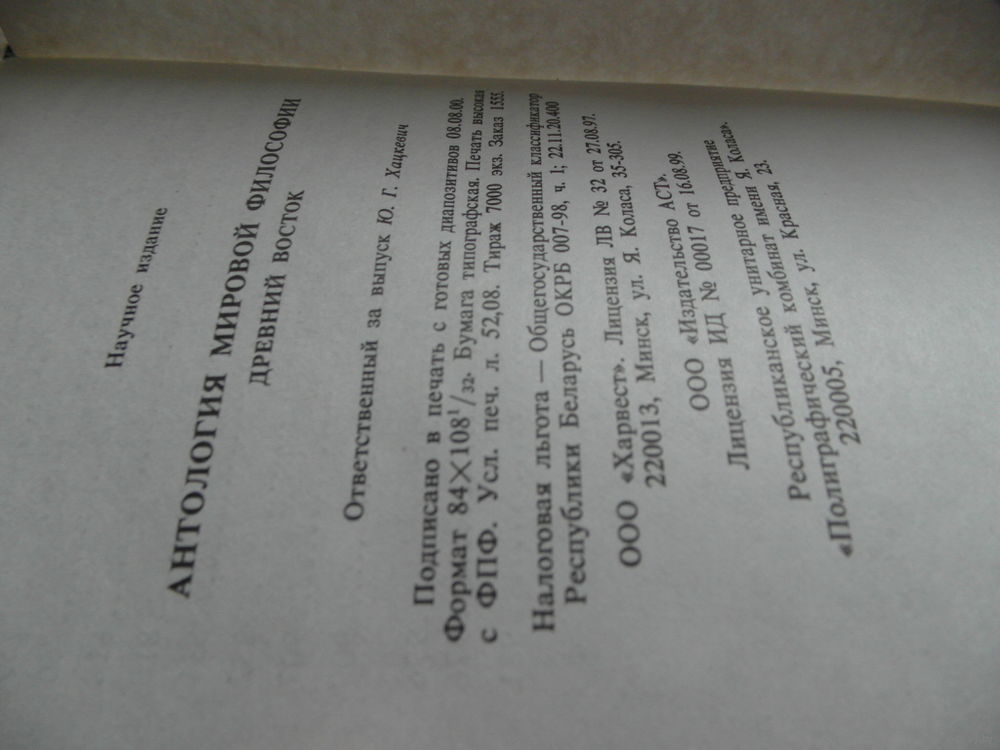 Научное издание
АНТОЛОГИЯ МИРОВОЙ ФИЛОСОФИИ
ДРЕВНИЙ ВОСТОК
Ответственный за выпуск Ю. Г. Хацкевич
Подписано в печать с готовых диапозитивов 08.08.00.
Формат 84×108¹/₃₂. Бумага типографская. Печать высокая
с ФПФ. Усл. печ. л. 52,08. Тираж 7000 экз. Заказ 1555.
Налоговая льгота — Общегосударственный классификатор
Республики Беларусь ОКРБ 007-98, ч. 1; 22.11.20.400
ООО «Харвест». Лицензия ЛВ № 32 от 27.08.97.
220013, Минск, ул. Я. Коласа, 35-305.
ООО «Издательство АСТ».
Лицензия ИД № 00017 от 16.08.99.
Республиканское унитарное предприятие
«Полиграфический комбинат имени Я. Коласа».
220005, Минск, ул. Красная, 23.